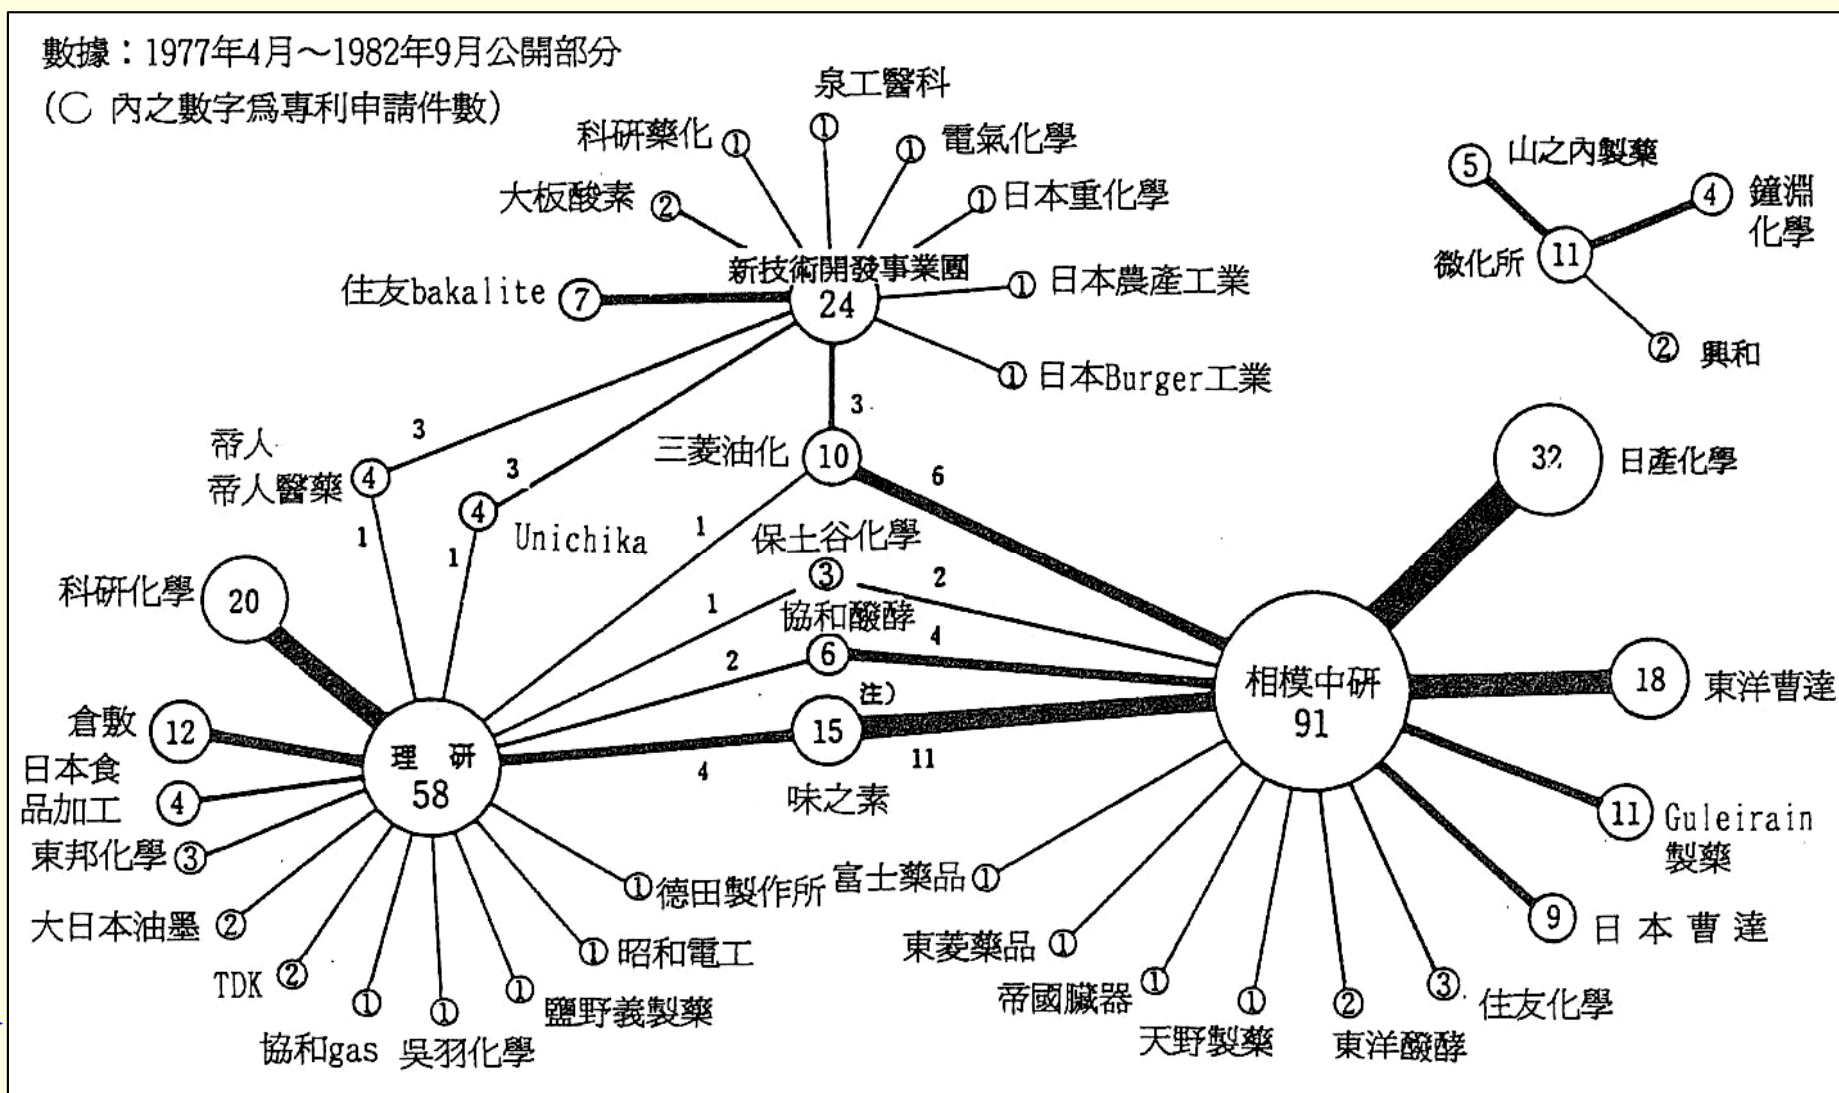 數據：1977年4月～1982年9月公開部分
(○ 內之數字爲專利申請件數)
泉工醫科
①
科研藥化
①
電氣化學
①
大板酸素
②
日本重化學
①
新技術開發事業團
24
住友bakalite
7
日本農產工業
①
日本Burger工業
①
山之內製藥
5
鐘淵
化學
4
微化所
11
興和
②
3
3
3
帝人
帝人醫藥
4
Unichika
4
三菱油化
10
6
1
1
1
保土谷化學
③
2
1
協和醱酵
6
4
2
注)
15
味之素
11
4
科研化學
20
倉敷
12
理 研
58
日本食
品加工
4
東邦化學
③
大日本油墨
②
TDK
②
協和gas
①
吳羽化學
①
鹽野義製藥
①
昭和電工
①
德田製作所
①
日產化學
32
相模中研
91
東洋曹達
18
Guleirain
製藥
11
日本曹達
9
住友化學
③
東洋醱酵
②
天野製藥
①
帝國臟器
①
東菱藥品
①
富士藥品
①